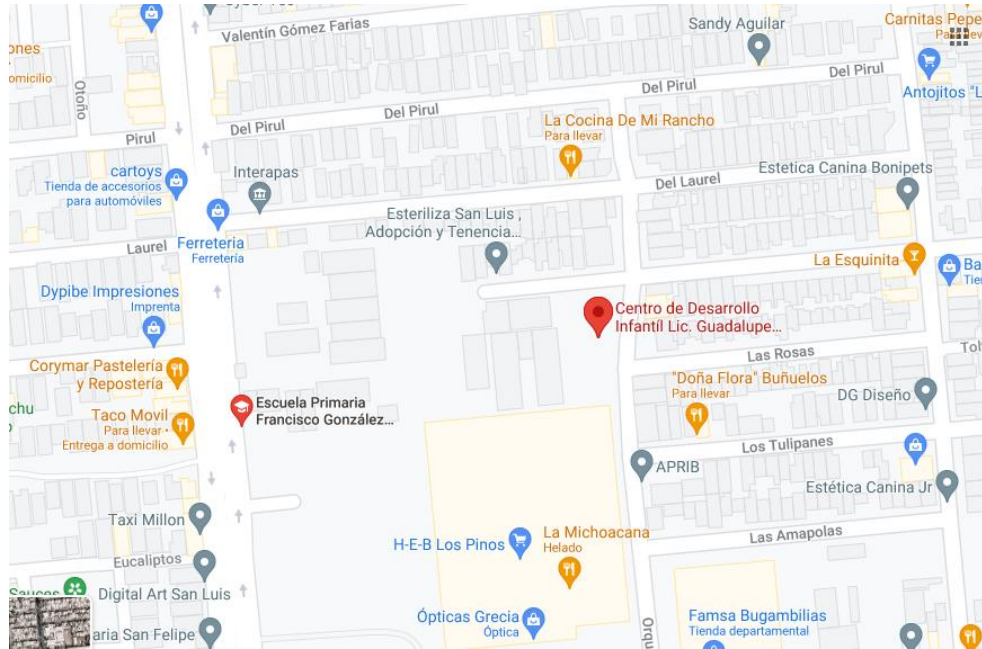 Valentín Gómez Farias
Sandy Aguilar
Carnitas Pepe
ones
omicilio
Otoño
Del Pirul
Del Pirul
Del Pirul
Del Pirul
Antojitos "L
Pirul
La Cocina De Mi Rancho
Para llevar
cartoys
Tienda de accesorios
para automóviles
Interapas
Del Laurel
Estetica Canina Bonipets
Esteriliza San Luis ,
Adopción y Tenencia...
Laurel
Ferreteria
Ferretería
La Esquinita
Ba
Tie
Dypibe Impresiones
Imprenta
Centro de Desarrollo
Infantíl Lic. Guadalupe...
Las Rosas
Corymar Pastelería
y Repostería
"Doña Flora" Buñuelos
Para llevar
DG Diseño
chu
Taco Movil
Para llevar •
Entrega a domicilio
Escuela Primaria
Francisco González...
Los Tulipanes
APRIB
Estética Canina Jr
Taxi Millon
H-E-B Los Pinos
La Michoacana
Helado
Las Amapolas
Eucaliptos
Sauces
Digital Art San Luis
Ópticas Grecia
Óptica
Orqu
Famsa Bugambilias
Tienda departamental
aria San Felipe